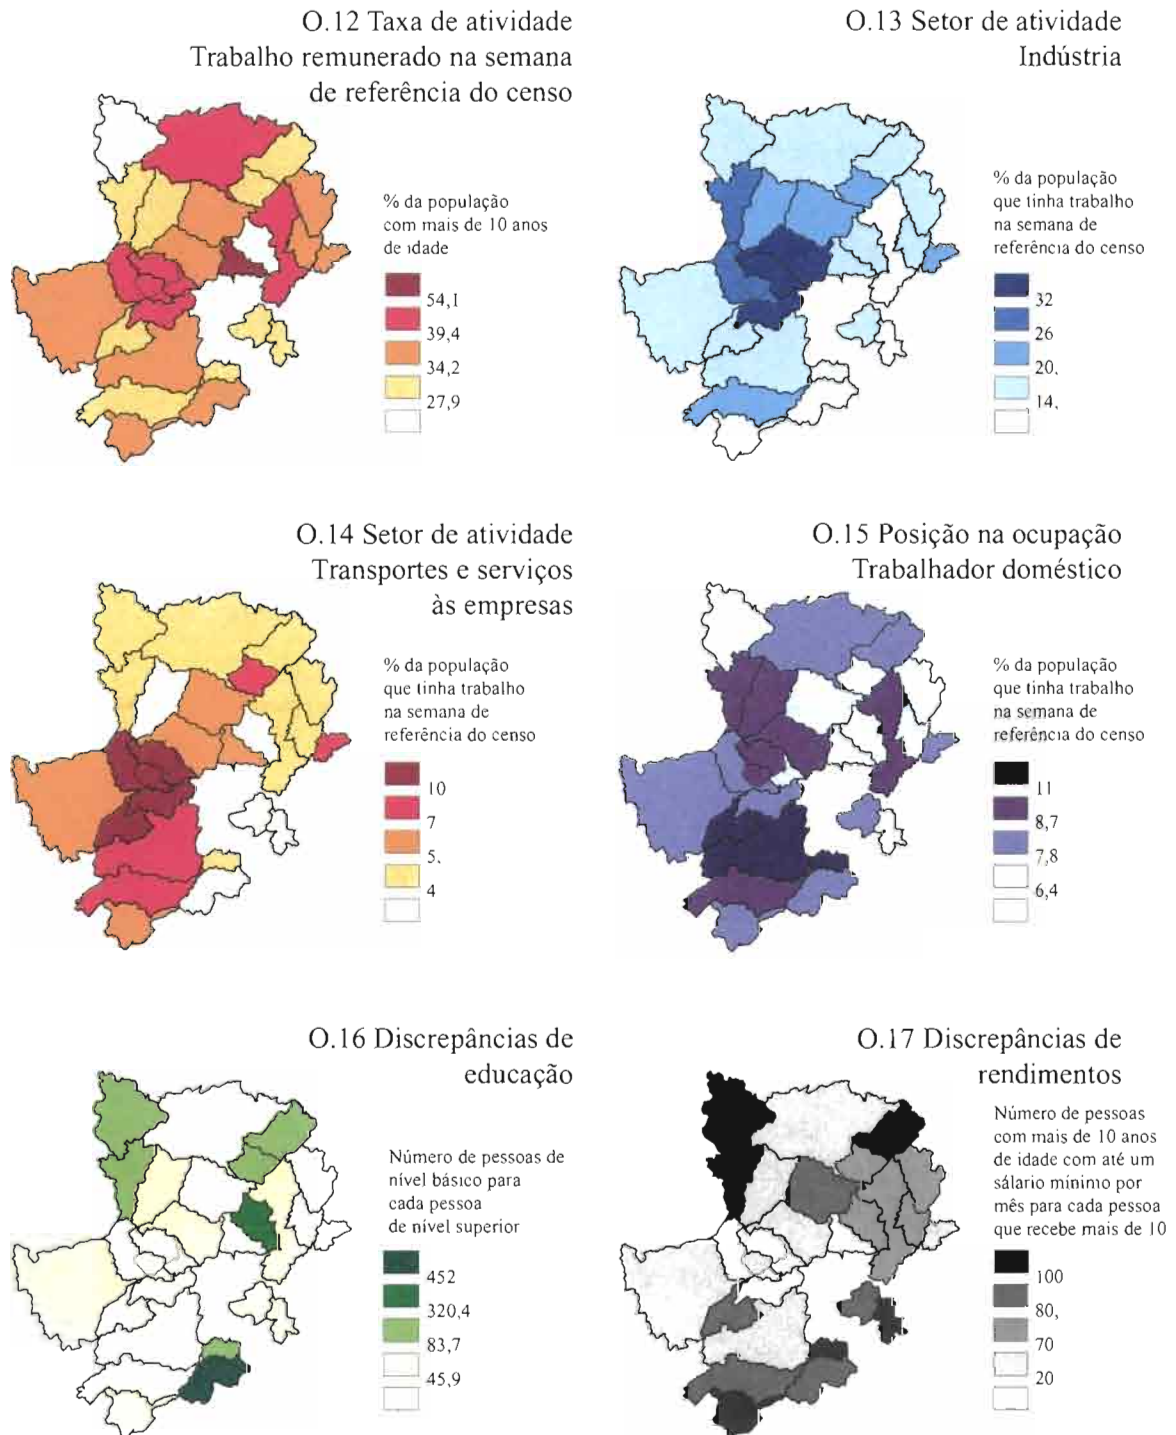 O.12 Taxa de atividade
Trabalho remunerado na semana
de referência do censo
% da população
com mais de 10 anos
de idade
54,1
39,4
34,2
27,9
O.13 Setor de atividade
Indústria
% da população
que tinha trabalho
na semana de
referência do censo
32
26
20,
14,
O.14 Setor de atividade
Transportes e serviços
às empresas
% da população
que tinha trabalho
na semana de
referência do censo
10
7
5.
4
O.15 Posição na ocupação
Trabalhador doméstico
% da população
que tinha trabalho
na semana de
referência do censo
11
8,7
7,8
6,4
O.16 Discrepâncias de
educação
Número de pessoas de
nível básico para
cada pessoa
de nível superior
452
320,4
83,7
45,9
O.17 Discrepâncias de
rendimentos
Número de pessoas
com mais de 10 anos
de idade com até um
sálario mínimo por
mês para cada pessoa
que recebe mais de 10
100
80,
70
20